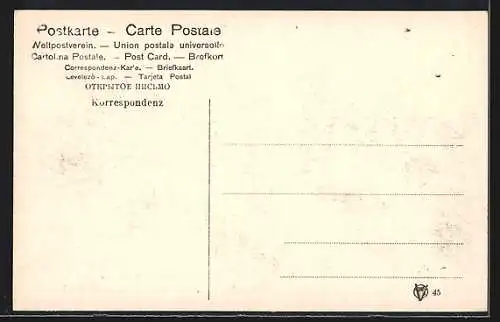 Postkarte – Carte Postale
Weltpostverein. — Union postale universelle
Cartolina Postale. – Post Card. — Brefkort
Correspondenz-Karte. — Briefkaart.
Levelező-Lap. — Tarjeta Postal
ОТКРЫТОЕ ПИСЬМО
Korrespondenz
45